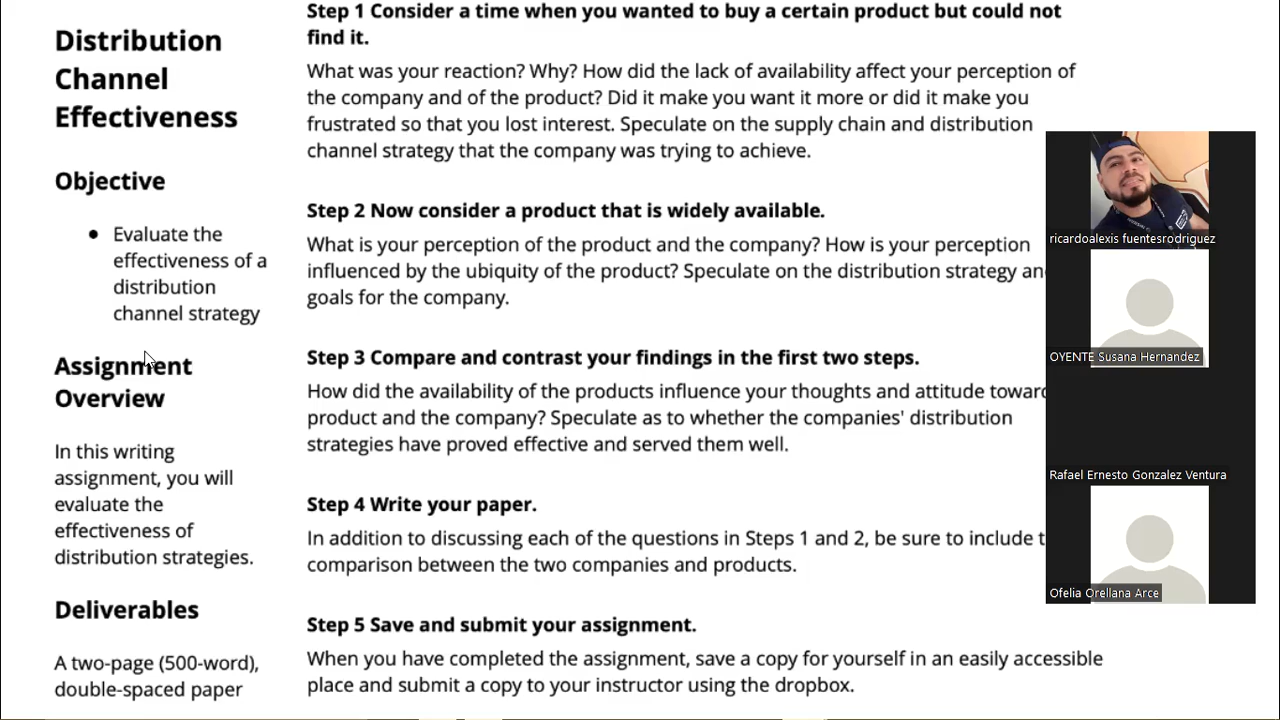 Distribution
Channel
Effectiveness
Objective
● Evaluate the
effectiveness of a
distribution
channel strategy
Assignment
Overview
In this writing
assignment, you will
evaluate the
effectiveness of
distribution strategies.
Deliverables
A two-page (500-word),
double-spaced paper
Step 1 Consider a time when you wanted to buy a certain product but could not
find it.
What was your reaction? Why? How did the lack of availability affect your perception of
the company and of the product? Did it make you want it more or did it make you
frustrated so that you lost interest. Speculate on the supply chain and distribution
channel strategy that the company was trying to achieve.
Step 2 Now consider a product that is widely available.
What is your perception of the product and the company? How is your perception
influenced by the ubiquity of the product? Speculate on the distribution strategy an
goals for the company.
Step 3 Compare and contrast your findings in the first two steps.
How did the availability of the products influence your thoughts and attitude towar
product and the company? Speculate as to whether the companies' distribution
strategies have proved effective and served them well.
Step 4 Write your paper.
In addition to discussing each of the questions in Steps 1 and 2, be sure to include t
comparison between the two companies and products.
Step 5 Save and submit your assignment.
When you have completed the assignment, save a copy for yourself in an easily accessible
place and submit a copy to your instructor using the dropbox.
ricardoalexis fuentesrodriguez
OYENTE Susana Hernandez
Rafael Ernesto Gonzalez Ventura
Ofelia Orellana Arce